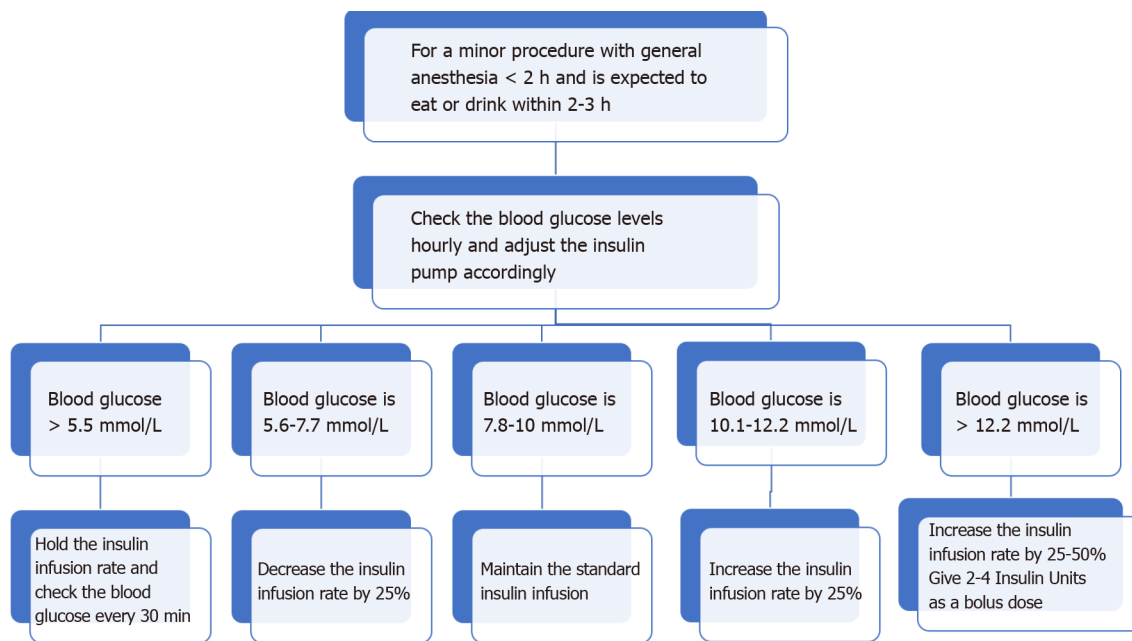 For a minor procedure with general
anesthesia < 2 h and is expected to
eat or drink within 2-3 h
Check the blood glucose levels
hourly and adjust the insulin
pump accordingly
Blood glucose
> 5.5 mmol/L
Blood glucose is
5.6-7.7 mmol/L
Blood glucose is
7.8-10 mmol/L
Blood glucose is
10.1-12.2 mmol/L
Blood glucose is
> 12.2 mmol/L
Hold the insulin
infusion rate and
check the blood
glucose every 30 min
Decrease the insulin
infusion rate by 25%
Maintain the standard
insulin infusion
Increase the insulin
infusion rate by 25%
Increase the insulin
infusion rate by 25-50%
Give 2-4 Insulin Units
as a bolus dose